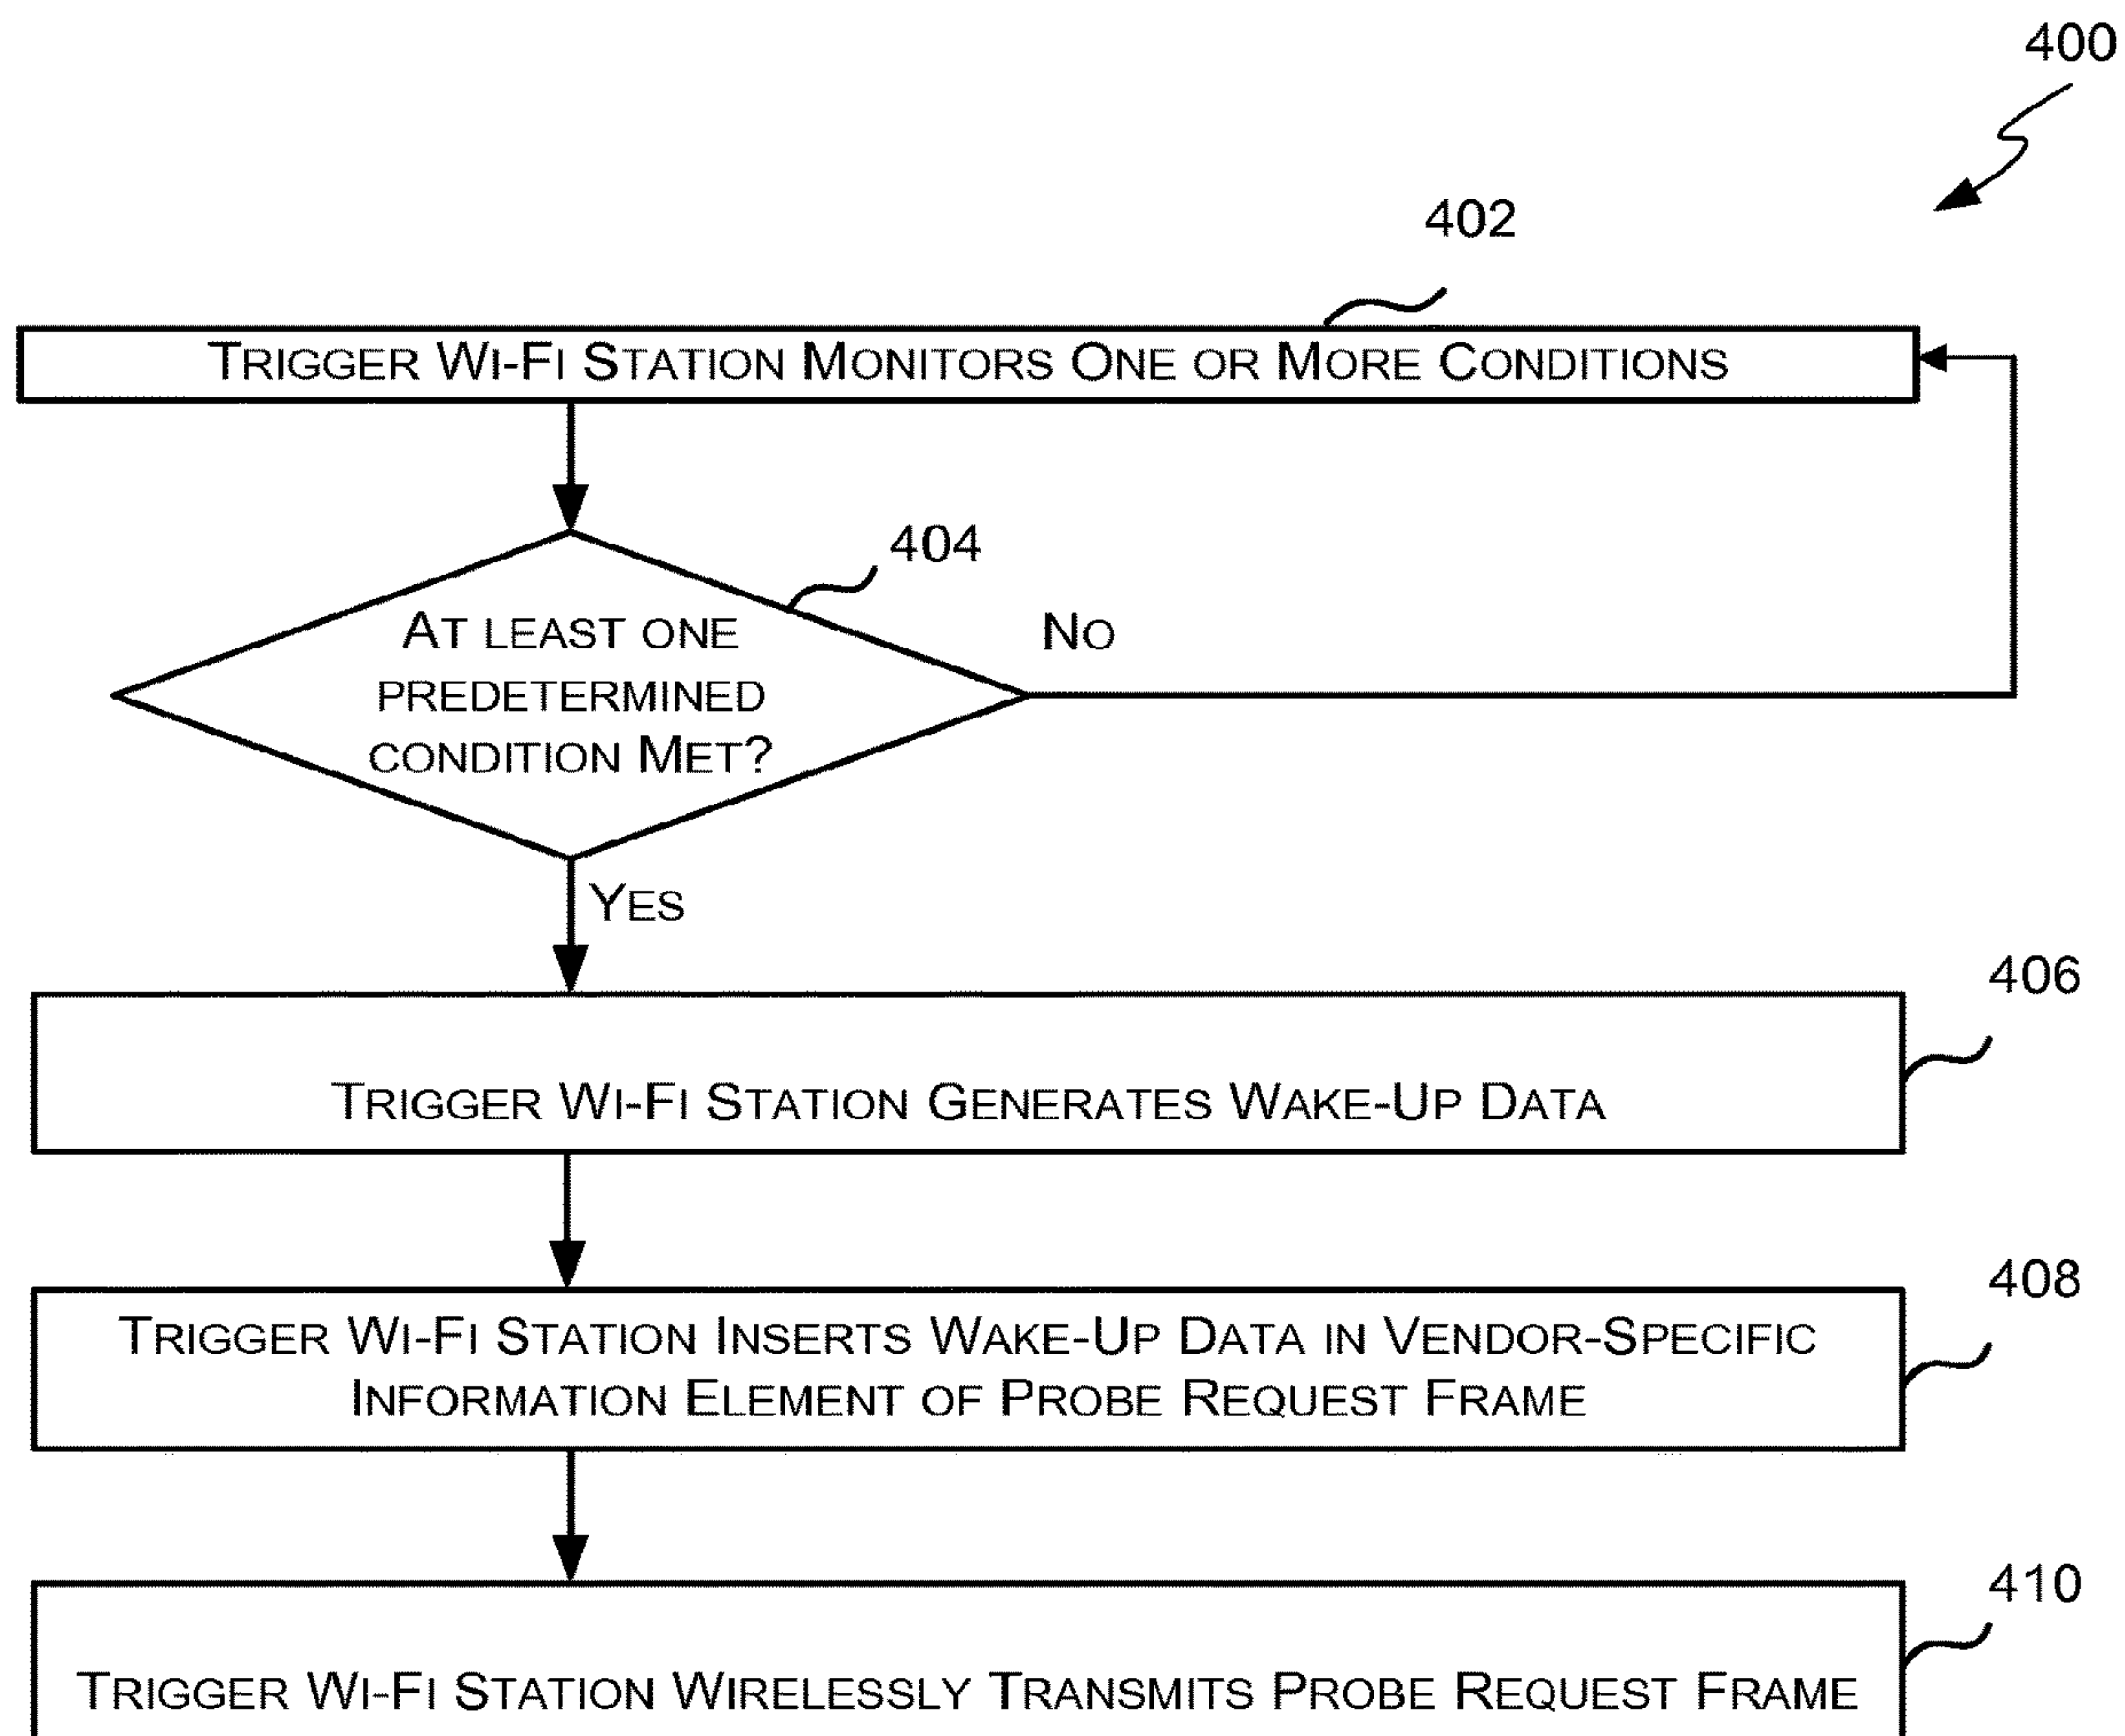 400
402
TRIGGER WI-FI STATION MONITORS ONE OR MORE CONDITIONS
404
AT LEAST ONE
PREDETERMINED
CONDITION MET?
NO
YES
406
TRIGGER WI-FI STATION GENERATES WAKE-UP DATA
408
TRIGGER WI-FI STATION INSERTS WAKE-UP DATA IN VENDOR-SPECIFIC
INFORMATION ELEMENT OF PROBE REQUEST FRAME
410
TRIGGER WI-FI STATION WIRELESSLY TRANSMITS PROBE REQUEST FRAME